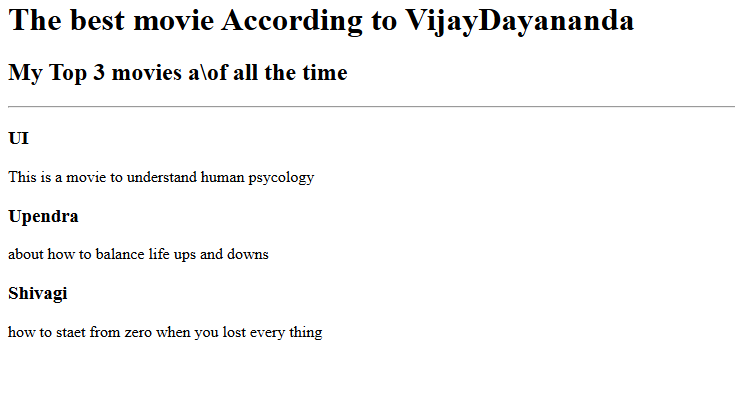 The best movie According to VijayDayananda
My Top 3 movies a\of all the time
UI
This is a movie to understand human psycology
Upendra
about how to balance life ups and downs
Shivagi
how to staet from zero when you lost every thing